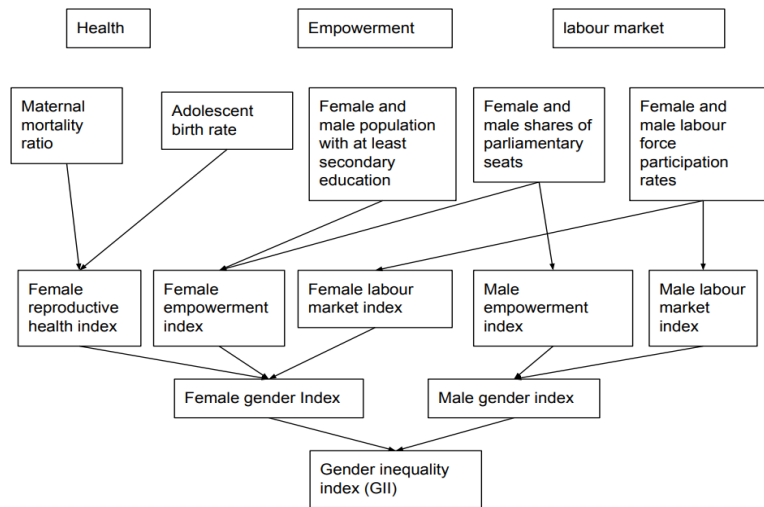 Health
Empowerment
labour market
Maternal
mortality
ratio
Adolescent
birth rate
Female and
male population
with at least
secondary
education
Female and
male shares of
parliamentary
seats
Female and
male labour
force
participation
rates
Female
reproductive
health index
Female
empowerment
index
Female labour
market index
Male
empowerment
index
Male labour
market
index
Female gender Index
Male gender index
Gender inequality
index (GII)